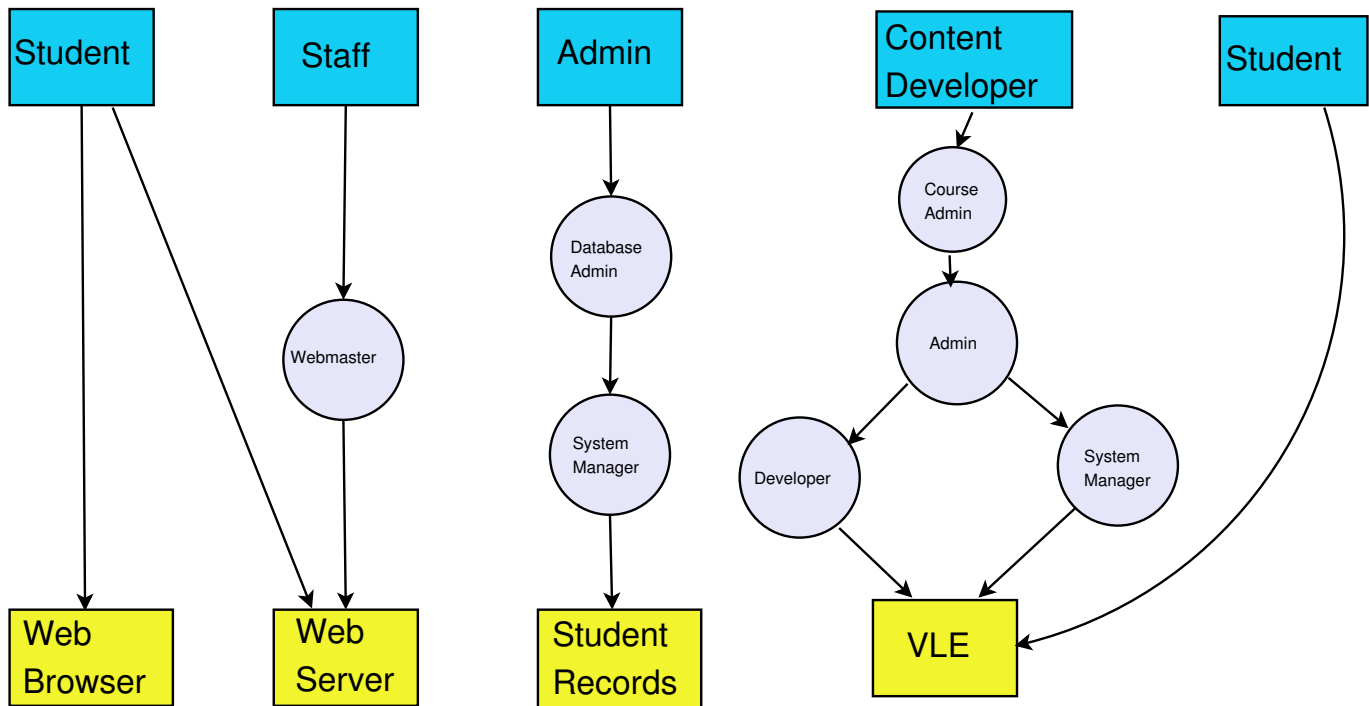 Student
Staff
Admin
Content
Developer
Student
Course
Admin
Database
Admin
Webmaster
Admin
System
Manager
Developer
System
Manager
Web
Browser
Web
Server
Student
Records
VLE